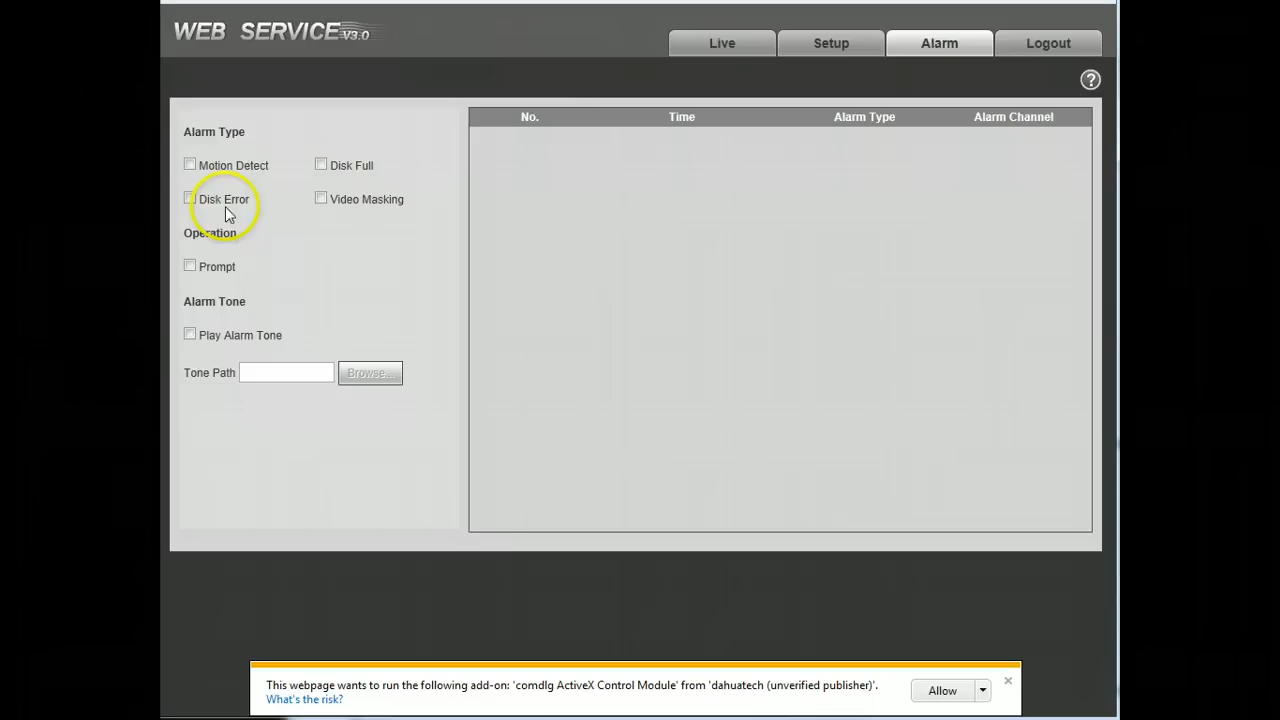 WEB SERVICE V3.0
Live
Setup
Alarm
Logout
?
Alarm Type
Motion Detect
Disk Full
Disk Error
Video Masking
Operation
Prompt
Alarm Tone
Play Alarm Tone
Tone Path
Browse...
No.
Time
Alarm Type
Alarm Channel
This webpage wants to run the following add-on: 'comdlg ActiveX Control Module' from 'dahuatech (unverified publisher)'.
What's the risk?
Allow